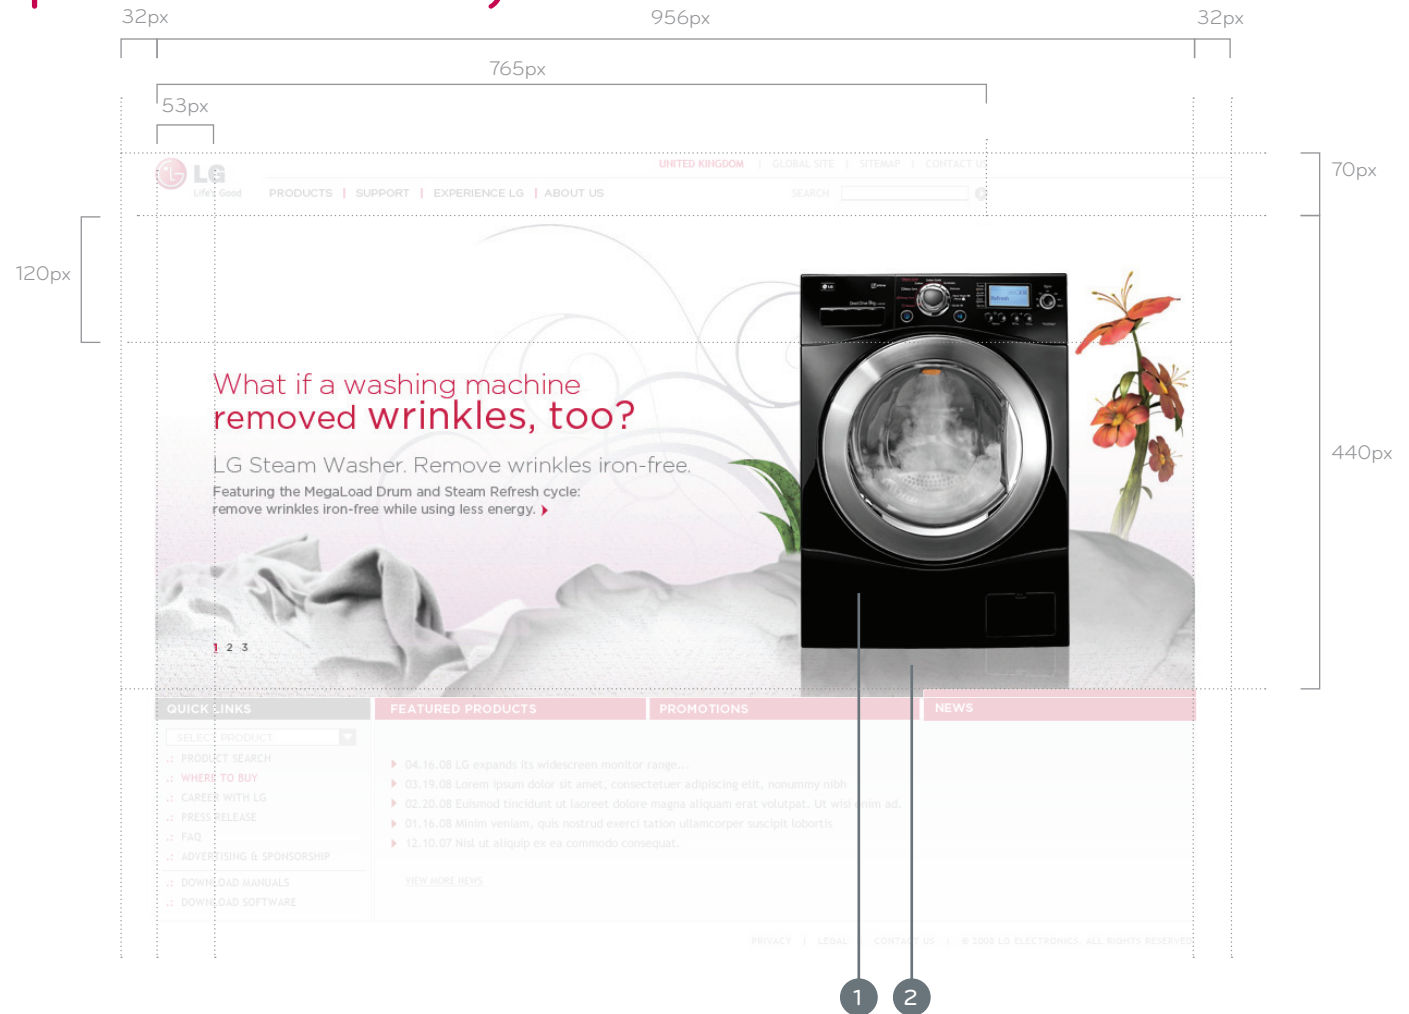 32px
956px
32px
765px
53px
70px
120px
440px
LG
Life's Good
UNITED KINGDOM | GLOBAL SITE | SITEMAP | CONTACT US
PRODUCTS | SUPPORT | EXPERIENCE LG | ABOUT US
SEARCH
What if a washing machine
removed wrinkles, too?
LG Steam Washer. Remove wrinkles iron-free.
Featuring the MegaLoad Drum and Steam Refresh cycle:
remove wrinkles iron-free while using less energy.
1 2 3
LG
Refresh
QUICK LINKS
FEATURED PRODUCTS
PROMOTIONS
NEWS
SELECT PRODUCT
.: PRODUCT SEARCH
.: WHERE TO BUY
.: CAREER WITH LG
.: PRESS RELEASE
.: FAQ
.: ADVERTISING & SPONSORSHIP
.: DOWNLOAD MANUALS
.: DOWNLOAD SOFTWARE
04.16.08 LG expands its widescreen monitor range...
03.19.08 Lorem ipsum dolor sit amet, consectetuer adipiscing elit, nonummy nibh
02.20.08 Euismod tincidunt ut laoreet dolore magna aliquam erat volutpat. Ut wisi enim ad.
01.16.08 Minim veniam, quis nostrud exerci tation ullamcorper suscipit lobortis
12.10.07 Nisl ut aliquip ex ea commodo consequat.
VIEW MORE NEWS
PRIVACY | LEGAL | CONTACT US | © 2008 LG ELECTRONICS. ALL RIGHTS RESERVED
1 2